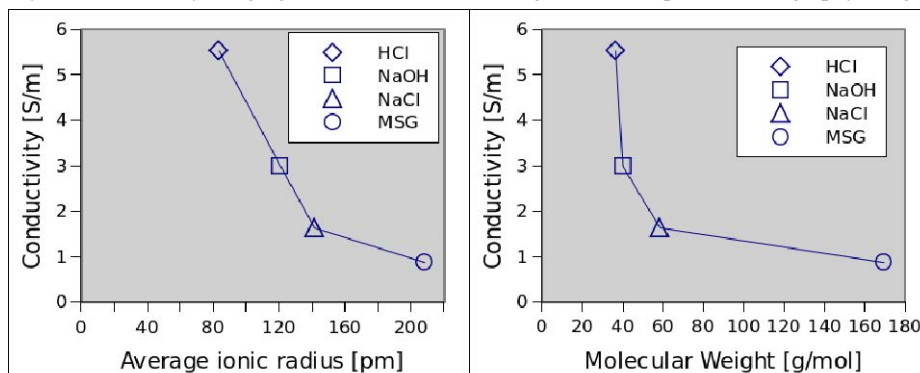 6
5
4
3
2
1
0
Conductivity [S/m]
HCl
NaOH
NaCl
MSG
0 40 80 120 160 200
Average ionic radius [pm]
6
5
4
3
2
1
0
Conductivity [S/m]
HCl
NaOH
NaCl
MSG
0 20 40 60 80 100 120 140 160 180
Molecular Weight [g/mol]